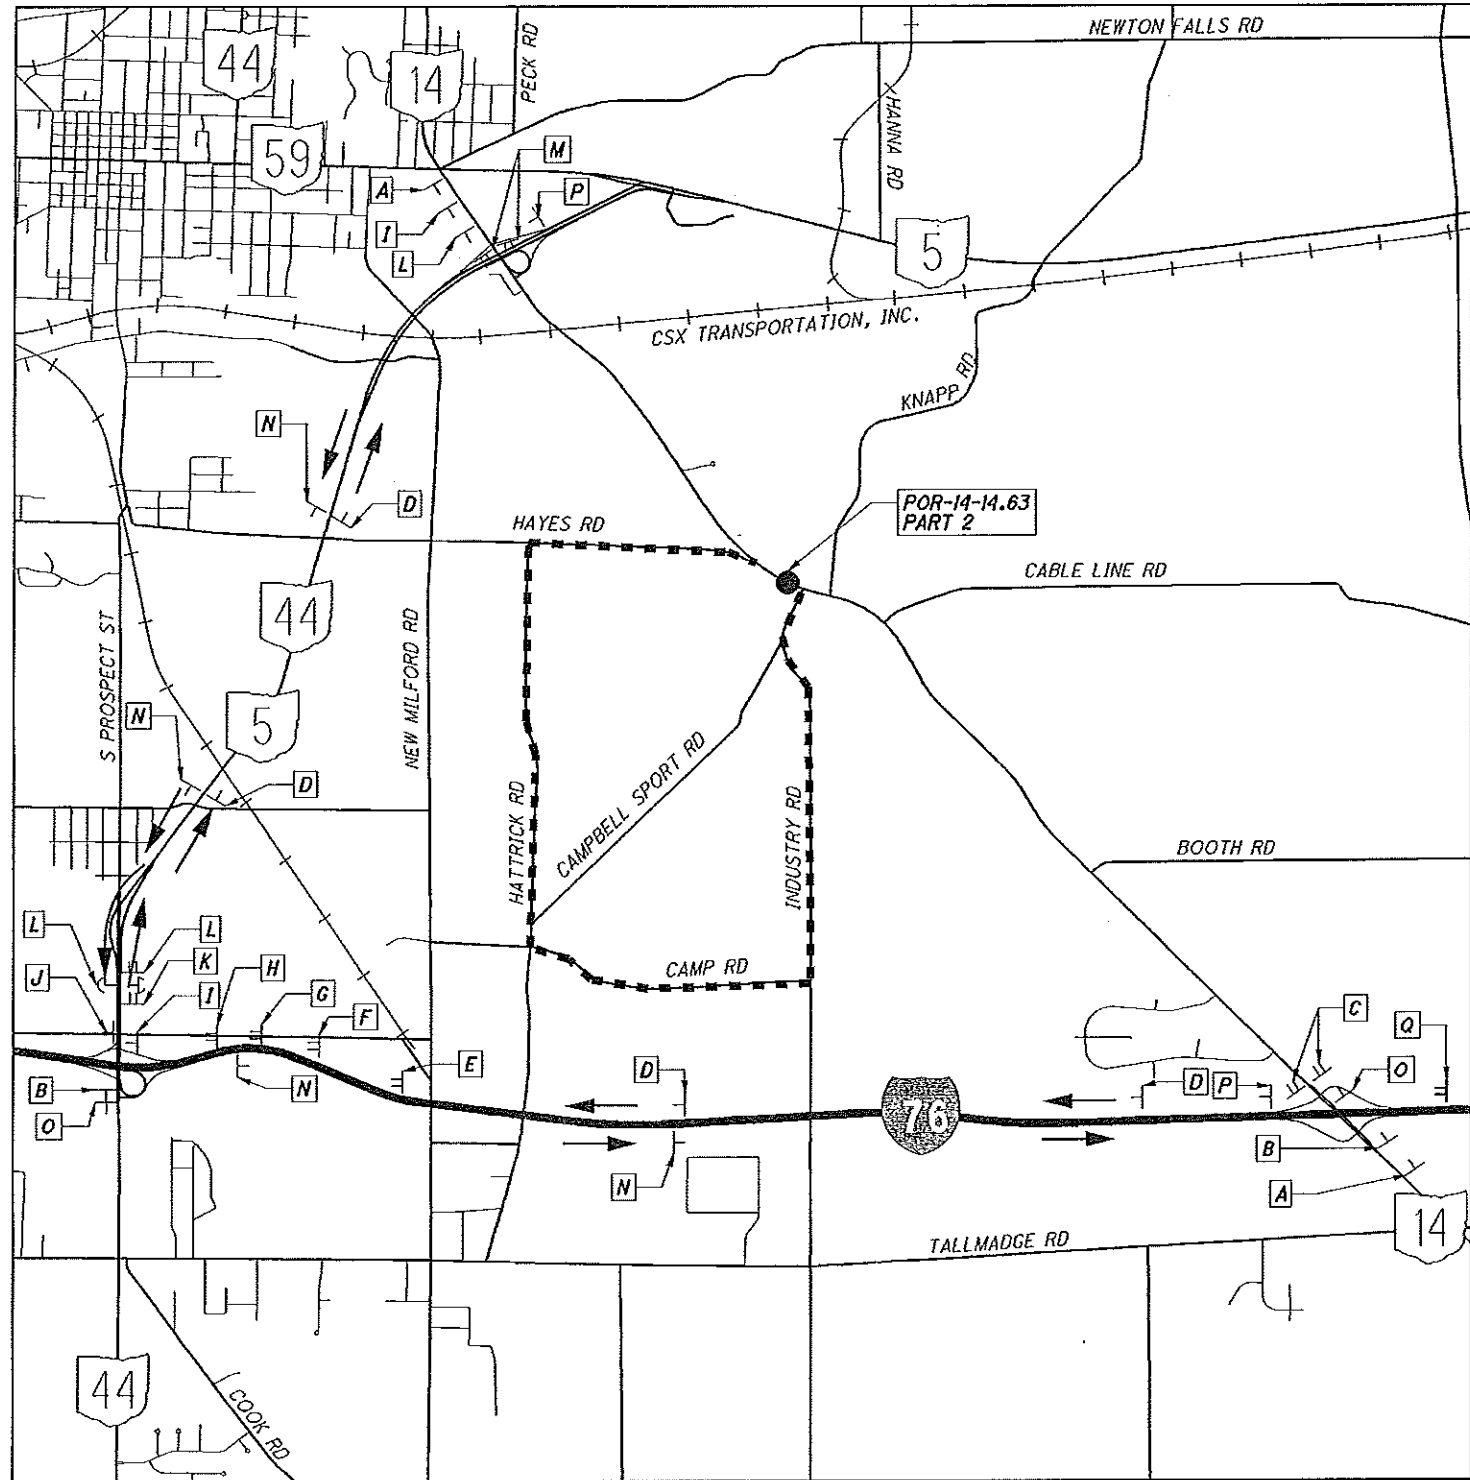 NEWTON FALLS RD
44
14
PECK RD
59
HANNA RD
M
A
P
I
L
5
CSX TRANSPORTATION, INC.
KNAPP RD
N
D
POR-14-14.63
PART 2
HAYES RD
CABLE LINE RD
44
S PROSPECT ST
NEW MILFORD RD
5
N
D
CAMPBELL SPORT RD
HATTRICK RD
INDUSTRY RD
BOOTH RD
L
L
K
J
I
H
G
F
CAMP RD
C
Q
E
N
B
O
D
D
P
O
76
B
N
A
14
TALLMADGE RD
44
COOK RD